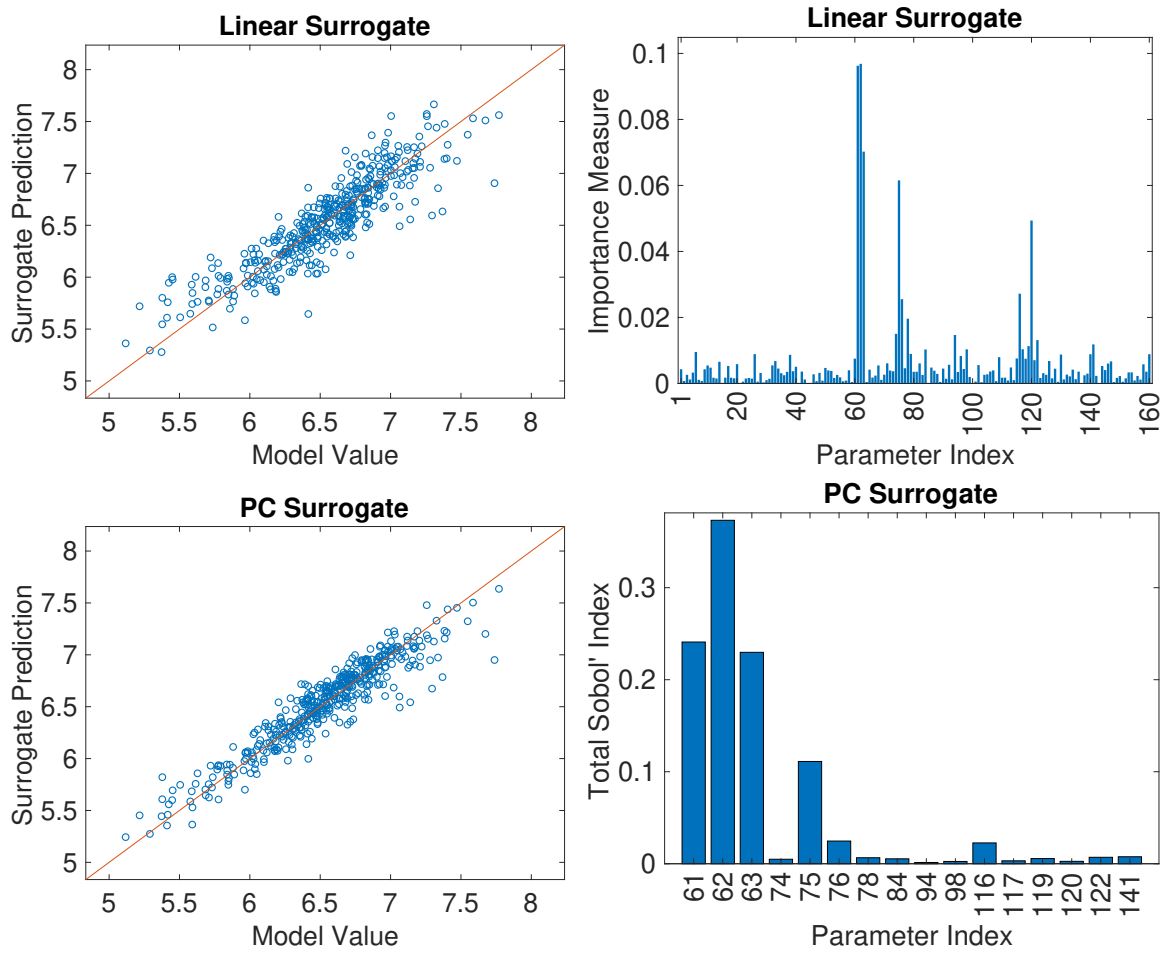 Linear Surrogate
Surrogate Prediction
8
7.5
7
6.5
6
5.5
5
5 5.5 6 6.5 7 7.5 8
Model Value
Linear Surrogate
Importance Measure
0.1
0.08
0.06
0.04
0.02
0
1 20 40 60 80 100 120 140 160
Parameter Index
PC Surrogate
Surrogate Prediction
8
7.5
7
6.5
6
5.5
5
5 5.5 6 6.5 7 7.5 8
Model Value
PC Surrogate
Total Sobol' Index
0.3
0.2
0.1
0
61 62 63 74 75 76 78 84 94 98 116 117 119 120 122 141
Parameter Index